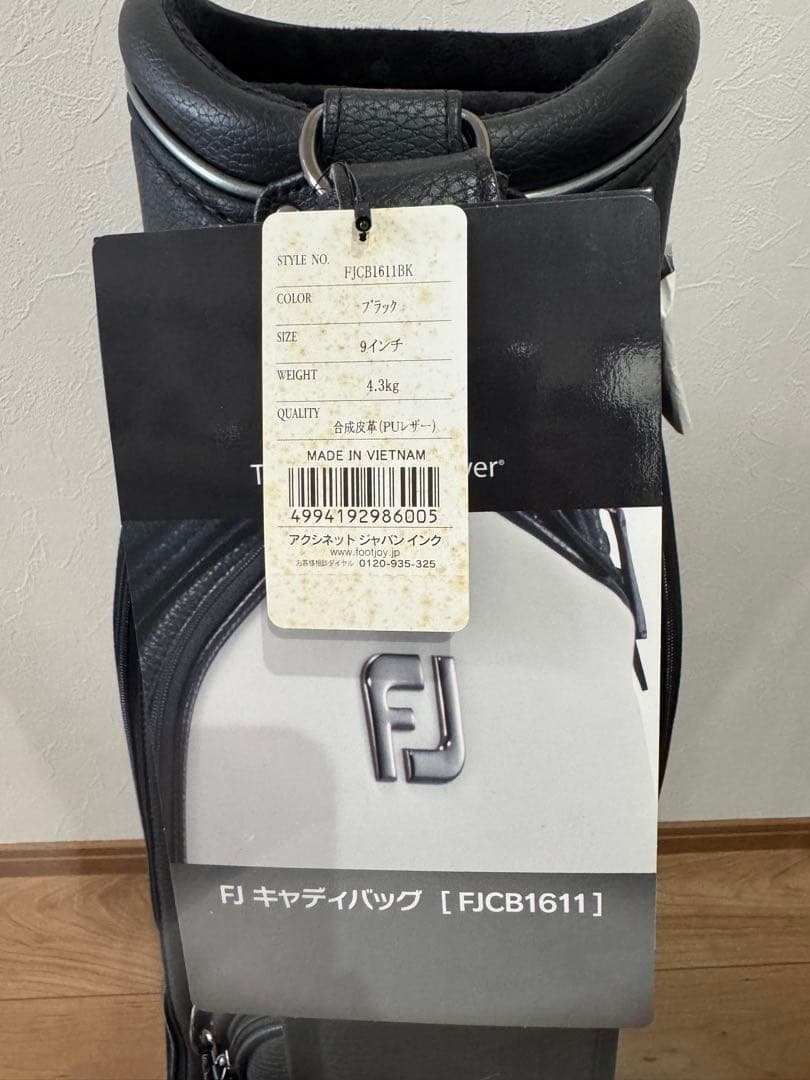 STYLE NO. FJCB1611BK
COLOR ブラック
SIZE 9インチ
WEIGHT 4.3kg
QUALITY 合成皮革(PUレザー)
MADE IN VIETNAM
4994192986005
アクシネット ジャパン インク
www.footjoy.jp
お客様相談ダイヤル 0120-935-325
FJ
FJ キャディバッグ [ FJCB1611 ]